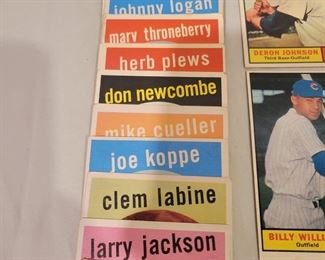 johnny logan
marv throneberry
herb plews
don newcombe
mike cueller
joe koppe
clem labine
larry jackson
DERON JOHNSON
Third Base-Outfield
BILLY WILLI
Outfield